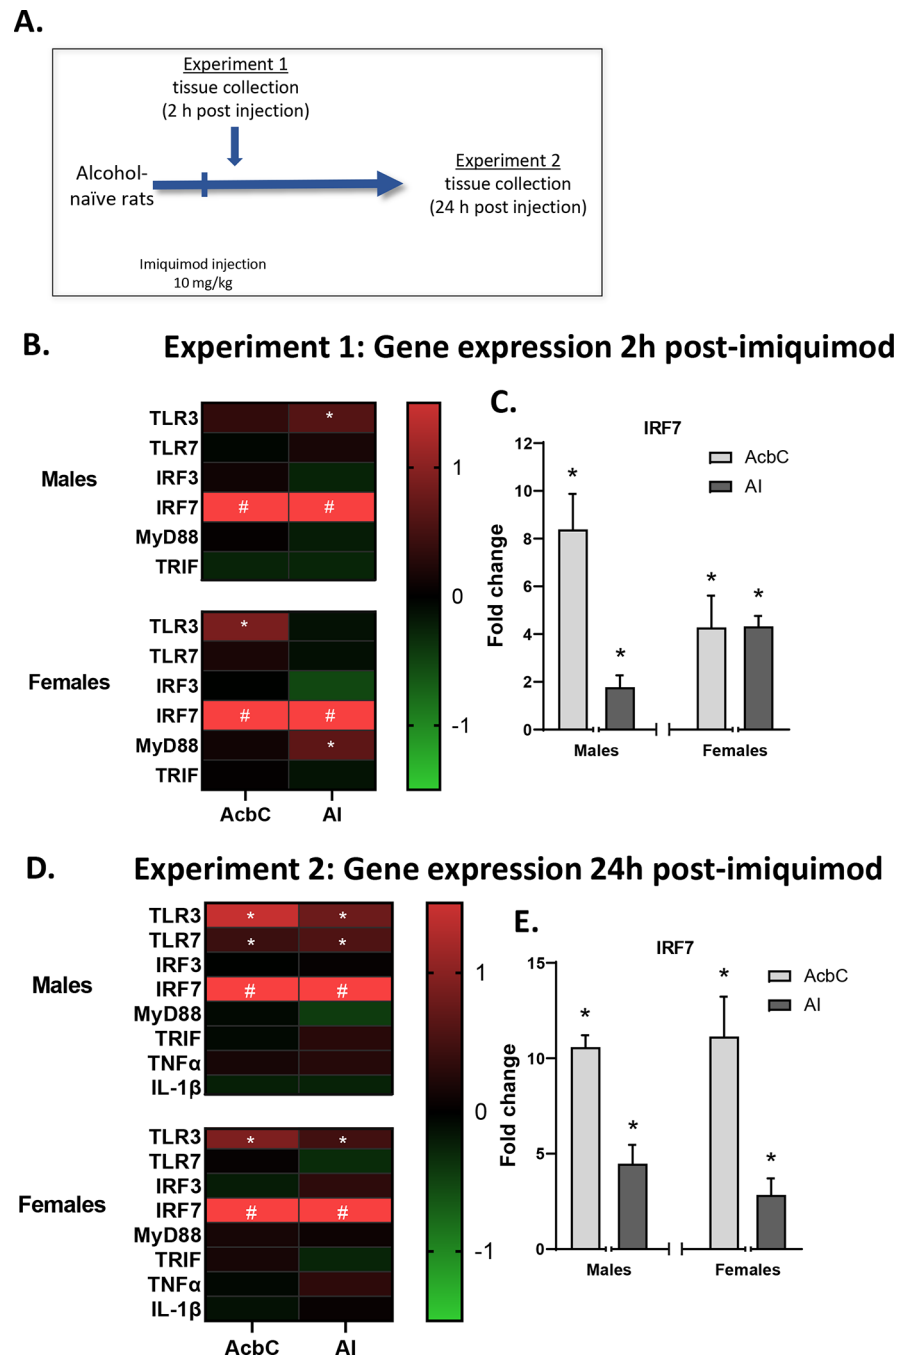 A.
Experiment 1
tissue collection
(2 h post injection)
Alcohol-
naïve rats
Experiment 2
tissue collection
(24 h post injection)
Imiquimod injection
10 mg/kg
B.
Experiment 1: Gene expression 2h post-imiquimod
Males
TLR3
*
TLR7
IRF3
IRF7
# #
MyD88
TRIF
Females
TLR3
*
TLR7
IRF3
IRF7
# #
MyD88
*
TRIF
AcbC AI
1
0
-1
C.
IRF7
AcbC
AI
Fold change
12
10
8
6
4
2
0
* * * *
Males Females
D.
Experiment 2: Gene expression 24h post-imiquimod
Males
TLR3
* *
TLR7
* *
IRF3
IRF7
# #
MyD88
TRIF
TNFα
IL-1β
Females
TLR3
* *
TLR7
IRF3
IRF7
# #
MyD88
TRIF
TNFα
IL-1β
AcbC AI
1
0
-1
E.
IRF7
AcbC
AI
Fold change
15
10
5
0
* * * *
Males Females